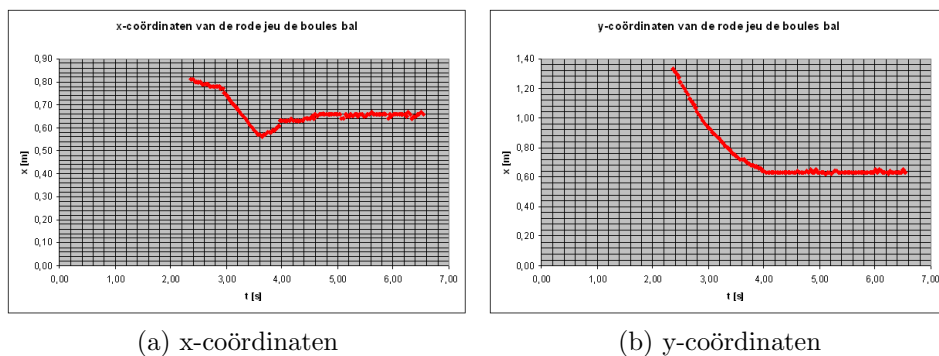 x-coördinaten van de rode jeu de boules bal
0,90
0,80
0,70
0,60
0,50
0,40
0,30
0,20
0,10
0,00
x [m]
0,00 1,00 2,00 3,00 4,00 5,00 6,00 7,00
t [s]
(a) x-coördinaten
y-coördinaten van de rode jeu de boules bal
1,40
1,20
1,00
0,80
0,60
0,40
0,20
0,00
x [m]
0,00 1,00 2,00 3,00 4,00 5,00 6,00 7,00
t [s]
(b) y-coördinaten